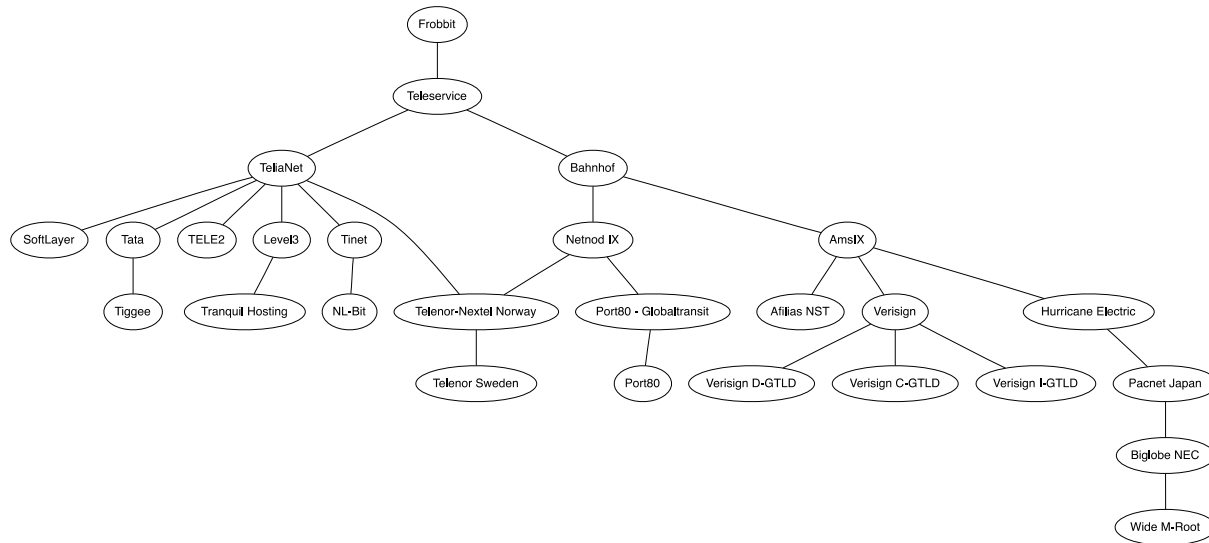 Frobbit
Teleservice
TeliaNet
Bahnhof
SoftLayer
Tata
TELE2
Level3
Tinet
Netnod IX
AmsIX
Tiggee
Tranquil Hosting
NL-Bit
Telenor-Nextel Norway
Port80 - Globaltransit
Afilias NST
Verisign
Hurricane Electric
Telenor Sweden
Port80
Verisign D-GTLD
Verisign C-GTLD
Verisign I-GTLD
Pacnet Japan
Biglobe NEC
Wide M-Root